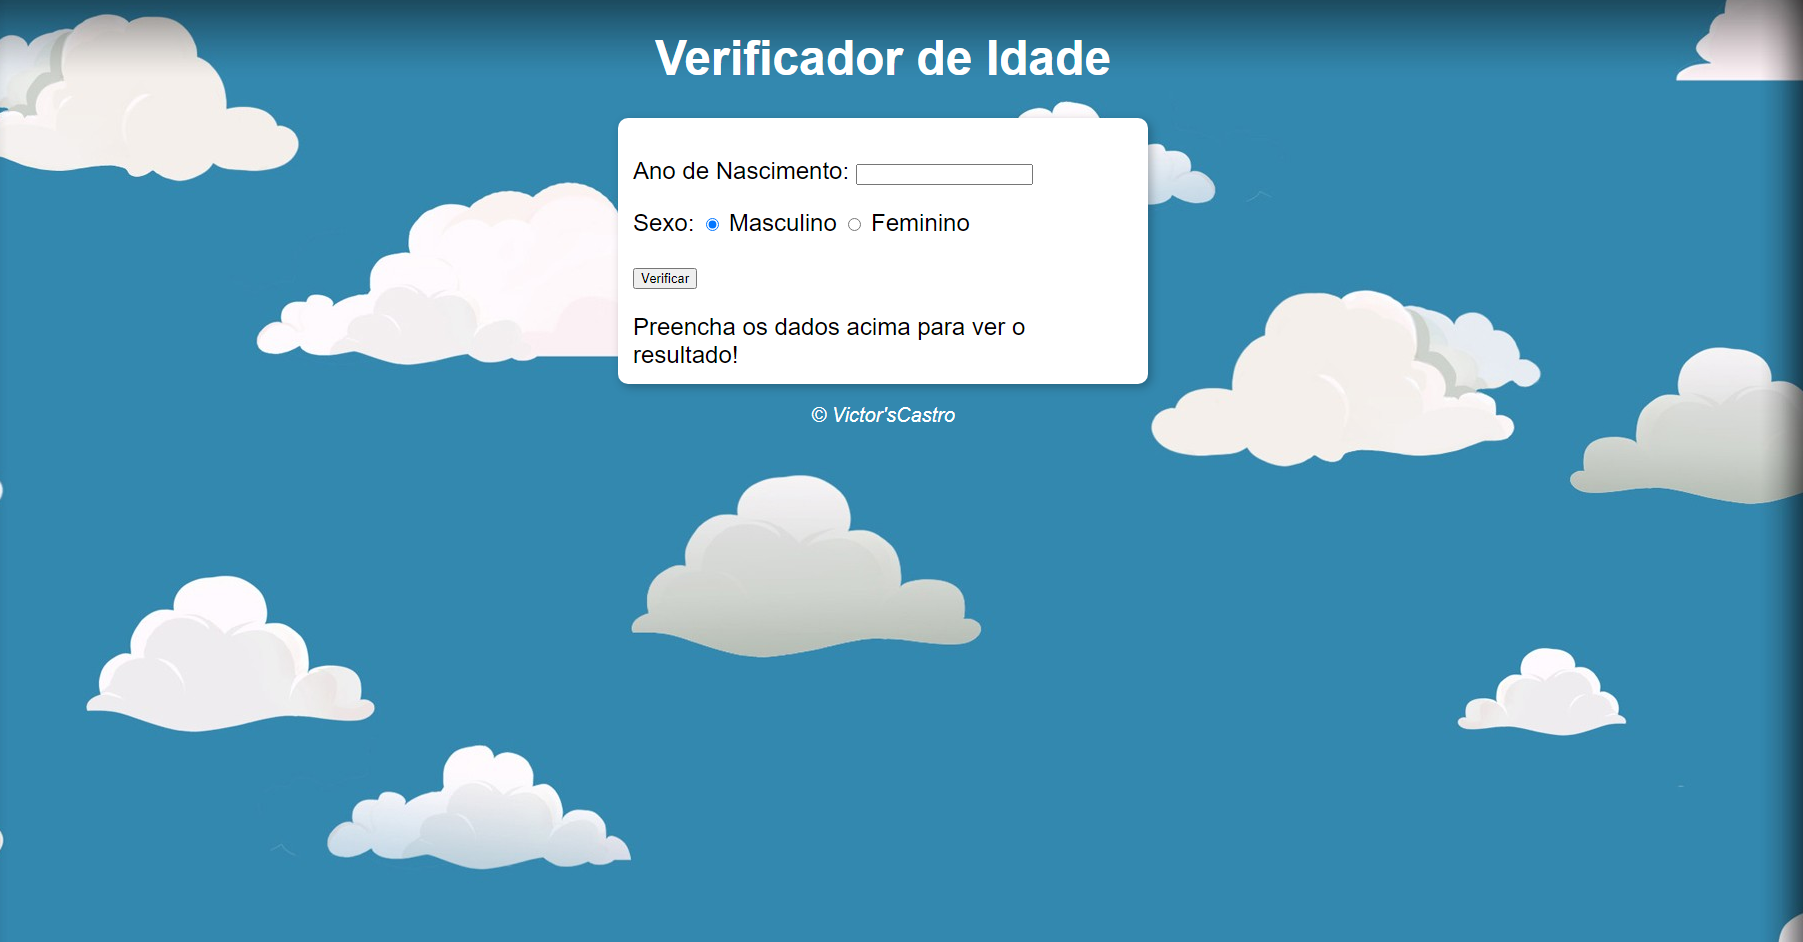 Verificador de Idade
Ano de Nascimento:
Sexo: Masculino Feminino
Verificar
Preencha os dados acima para ver o
resultado!
© Victor'sCastro